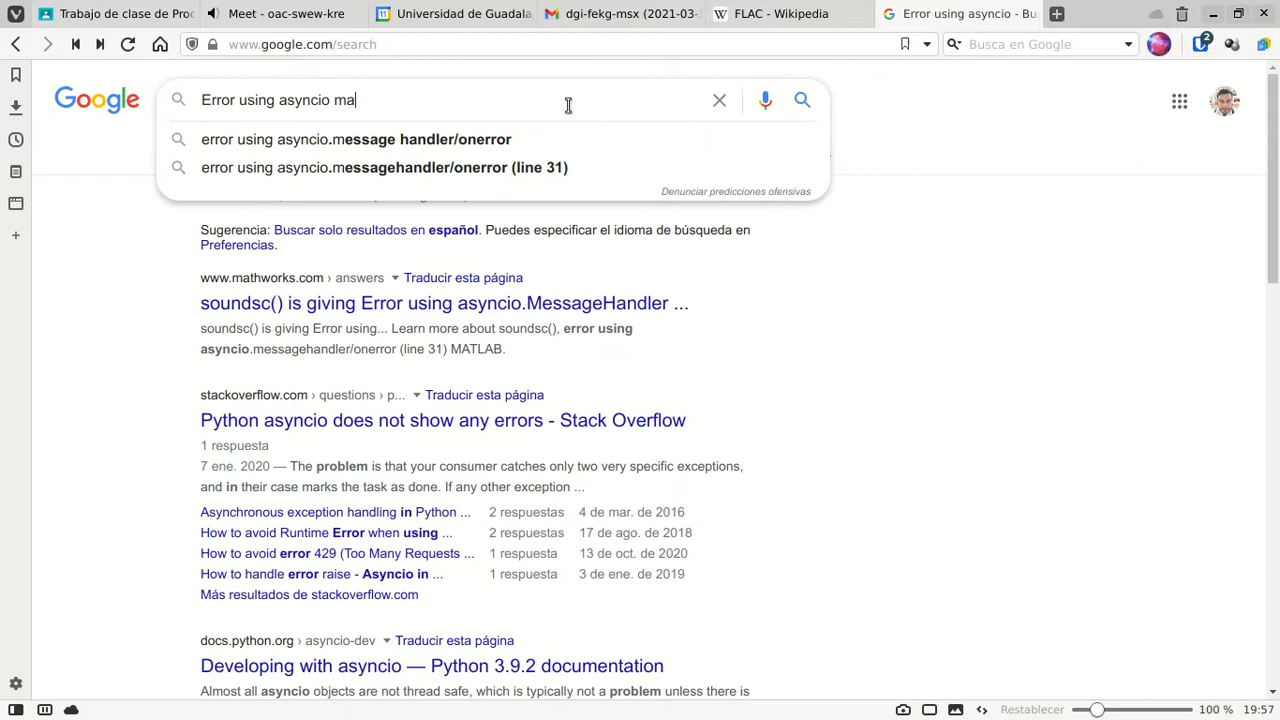 Trabajo de clase de Pro
Meet - oac-swew-kre
Universidad de Guadala
dgi-fekg-msx (2021-03-
FLAC - Wikipedia
Error using asyncio - Bu
www.google.com/search
Busca en Google
2
Google
Error using asyncio ma
error using asyncio.message handler/onerror
error using asyncio.messagehandler/onerror (line 31)
Denunciar predicciones ofensivas
Sugerencia: Buscar solo resultados en español. Puedes especificar el idioma de búsqueda en
Preferencias.
www.mathworks.com › answers Traducir esta página
soundsc() is giving Error using asyncio.MessageHandler ...
soundsc() is giving Error using... Learn more about soundsc(), error using
asyncio.messagehandler/onerror (line 31) MATLAB.
stackoverflow.com › questions › p... Traducir esta página
Python asyncio does not show any errors - Stack Overflow
1 respuesta
7 ene. 2020 — The problem is that your consumer catches only two very specific exceptions,
and in their case marks the task as done. If any other exception ...
Asynchronous exception handling in Python ... 2 respuestas 4 de mar. de 2016
How to avoid Runtime Error when using ... 2 respuestas 17 de ago. de 2018
How to avoid error 429 (Too Many Requests ... 1 respuesta 13 de oct. de 2020
How to handle error raise - Asyncio in ... 1 respuesta 3 de ene. de 2019
Más resultados de stackoverflow.com
docs.python.org › asyncio-dev Traducir esta página
Developing with asyncio — Python 3.9.2 documentation
Almost all asyncio objects are not thread safe, which is typically not a problem unless there is
Restablecer 100 % 19:57